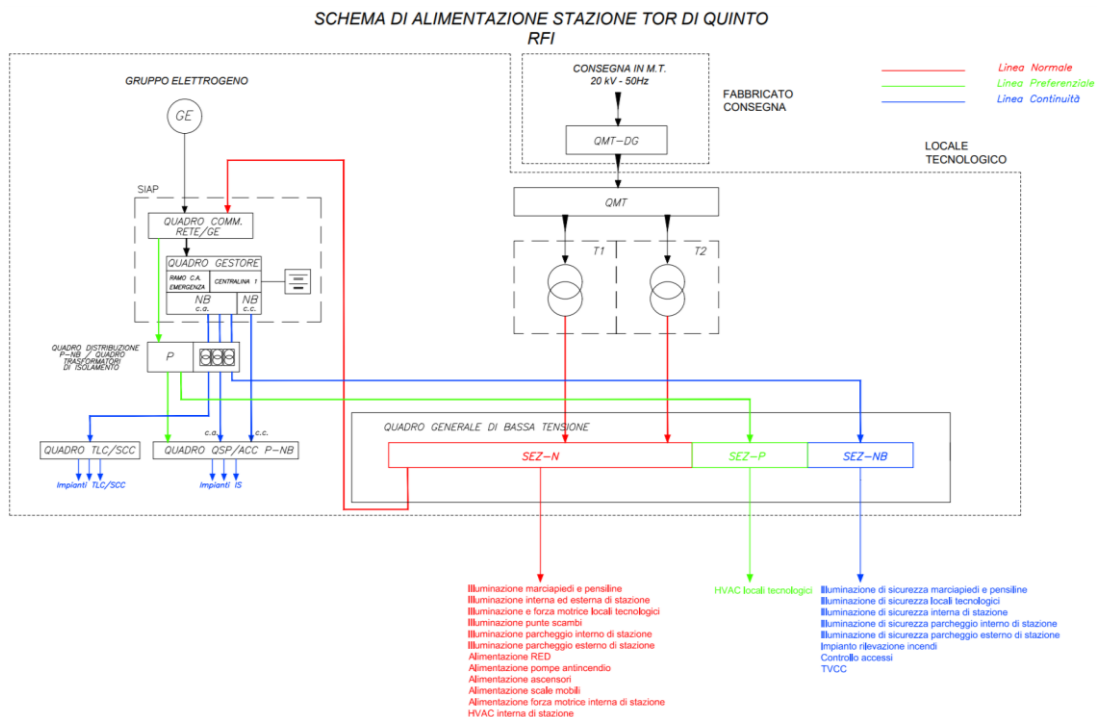 SCHEMA DI ALIMENTAZIONE STAZIONE TOR DI QUINTO
RFI
CONSEGNA IN M.T.
20 kV - 50Hz
QMT-DG
FABBRICATO
CONSEGNA
Linea Normale
Linea Preferenziale
Linea Continuità
LOCALE
TECNOLOGICO
GRUPPO ELETTROGENO
GE
SIAP
QUADRO COMM.
RETE/GE
QUADRO GESTORE
RAMO C.A.
EMERGENZA
CENTRALINA 1
NB
c.a.
NB
c.c.
QMT
T1
T2
QUADRO DISTRIBUZIONE
P-NB / QUADRO
TRASFORMATORI
DI ISOLAMENTO
P
c.a.
c.c.
QUADRO TLC/SCC
QUADRO QSP/ACC P-NB
Impianti TLC/SCC
Impianti IS
QUADRO GENERALE DI BASSA TENSIONE
SEZ-N
SEZ-P
SEZ-NB
Illuminazione marciapiedi e pensiline
Illuminazione interna ed esterna di stazione
Illuminazione e forza motrice locali tecnologici
Illuminazione punte scambi
Illuminazione parcheggio interno di stazione
Illuminazione parcheggio esterno di stazione
Alimentazione RED
Alimentazione pompe antincendio
Alimentazione ascensori
Alimentazione scale mobili
Alimentazione forza motrice interna di stazione
HVAC interna di stazione
HVAC locali tecnologici
Illuminazione di sicurezza marciapiedi e pensiline
Illuminazione di sicurezza locali tecnologici
Illuminazione di sicurezza interna di stazione
Illuminazione di sicurezza parcheggio interno di stazione
Illuminazione di sicurezza parcheggio esterno di stazione
Impianto rilevazione incendi
Controllo accessi
TVCC